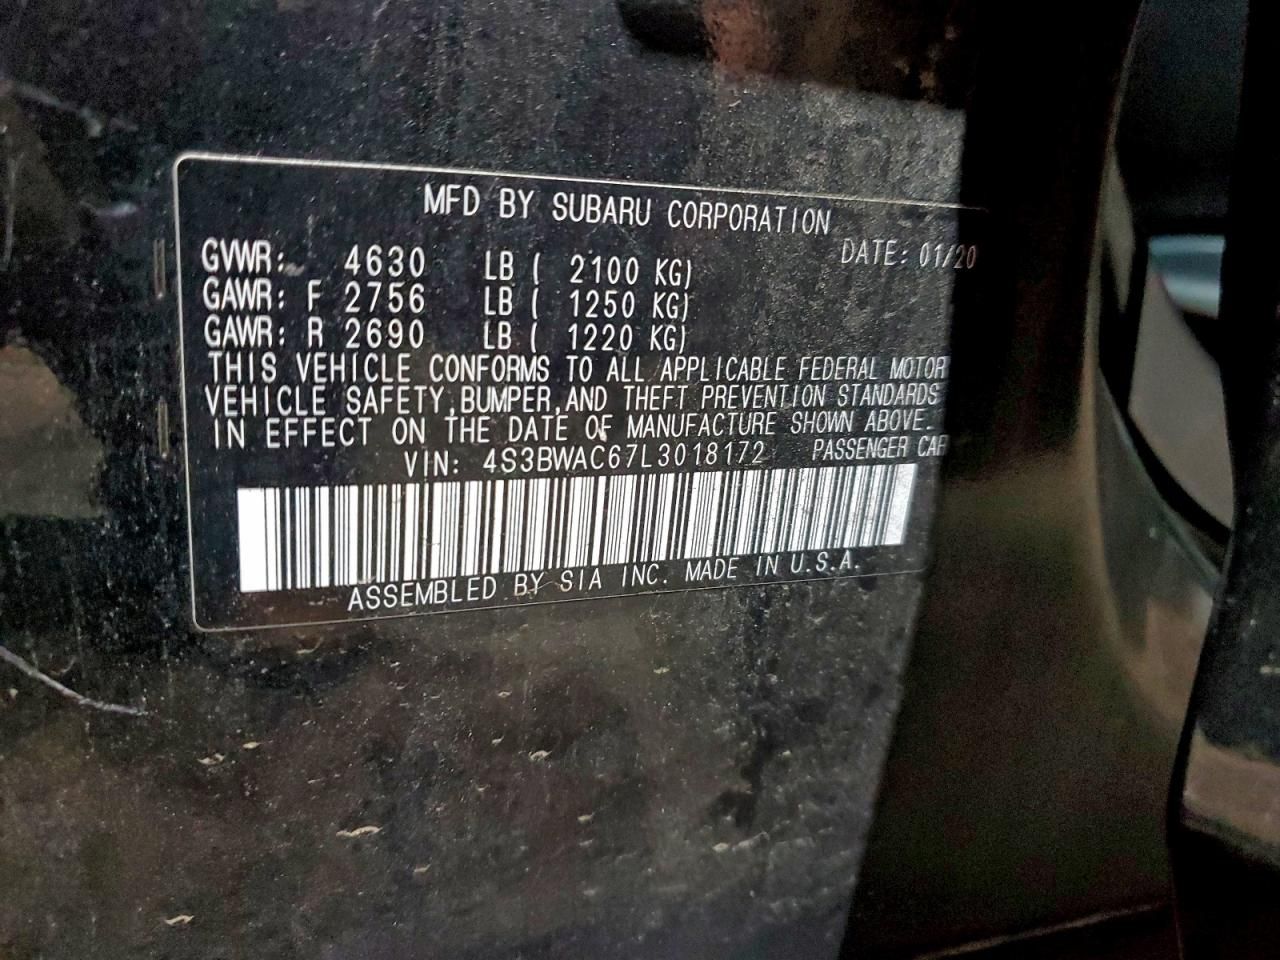 MFD BY SUBARU CORPORATION
DATE: 01/20
GVWR: 4630 LB ( 2100 KG)
GAWR: F 2756 LB ( 1250 KG)
GAWR: R 2690 LB ( 1220 KG)
THIS VEHICLE CONFORMS TO ALL APPLICABLE FEDERAL MOTOR
VEHICLE SAFETY,BUMPER,AND THEFT PREVENTION STANDARDS
IN EFFECT ON THE DATE OF MANUFACTURE SHOWN ABOVE.
VIN: 4S3BWAC67L3018172 PASSENGER CAR
ASSEMBLED BY SIA INC. MADE IN U.S.A.